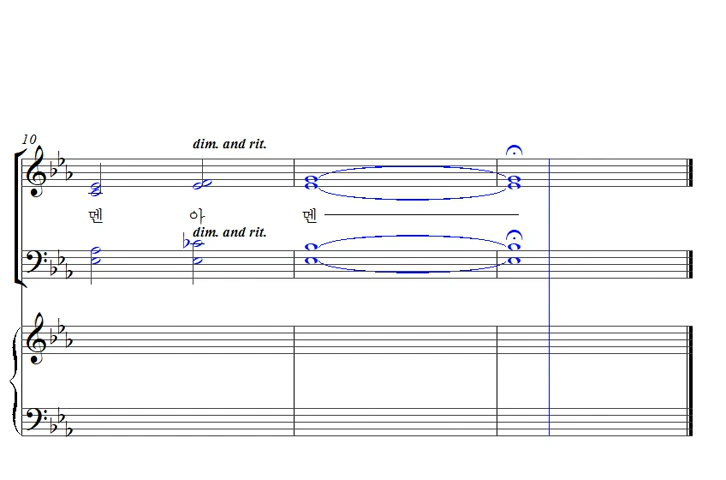 10
dim. and rit.
멘 아 멘
dim. and rit.